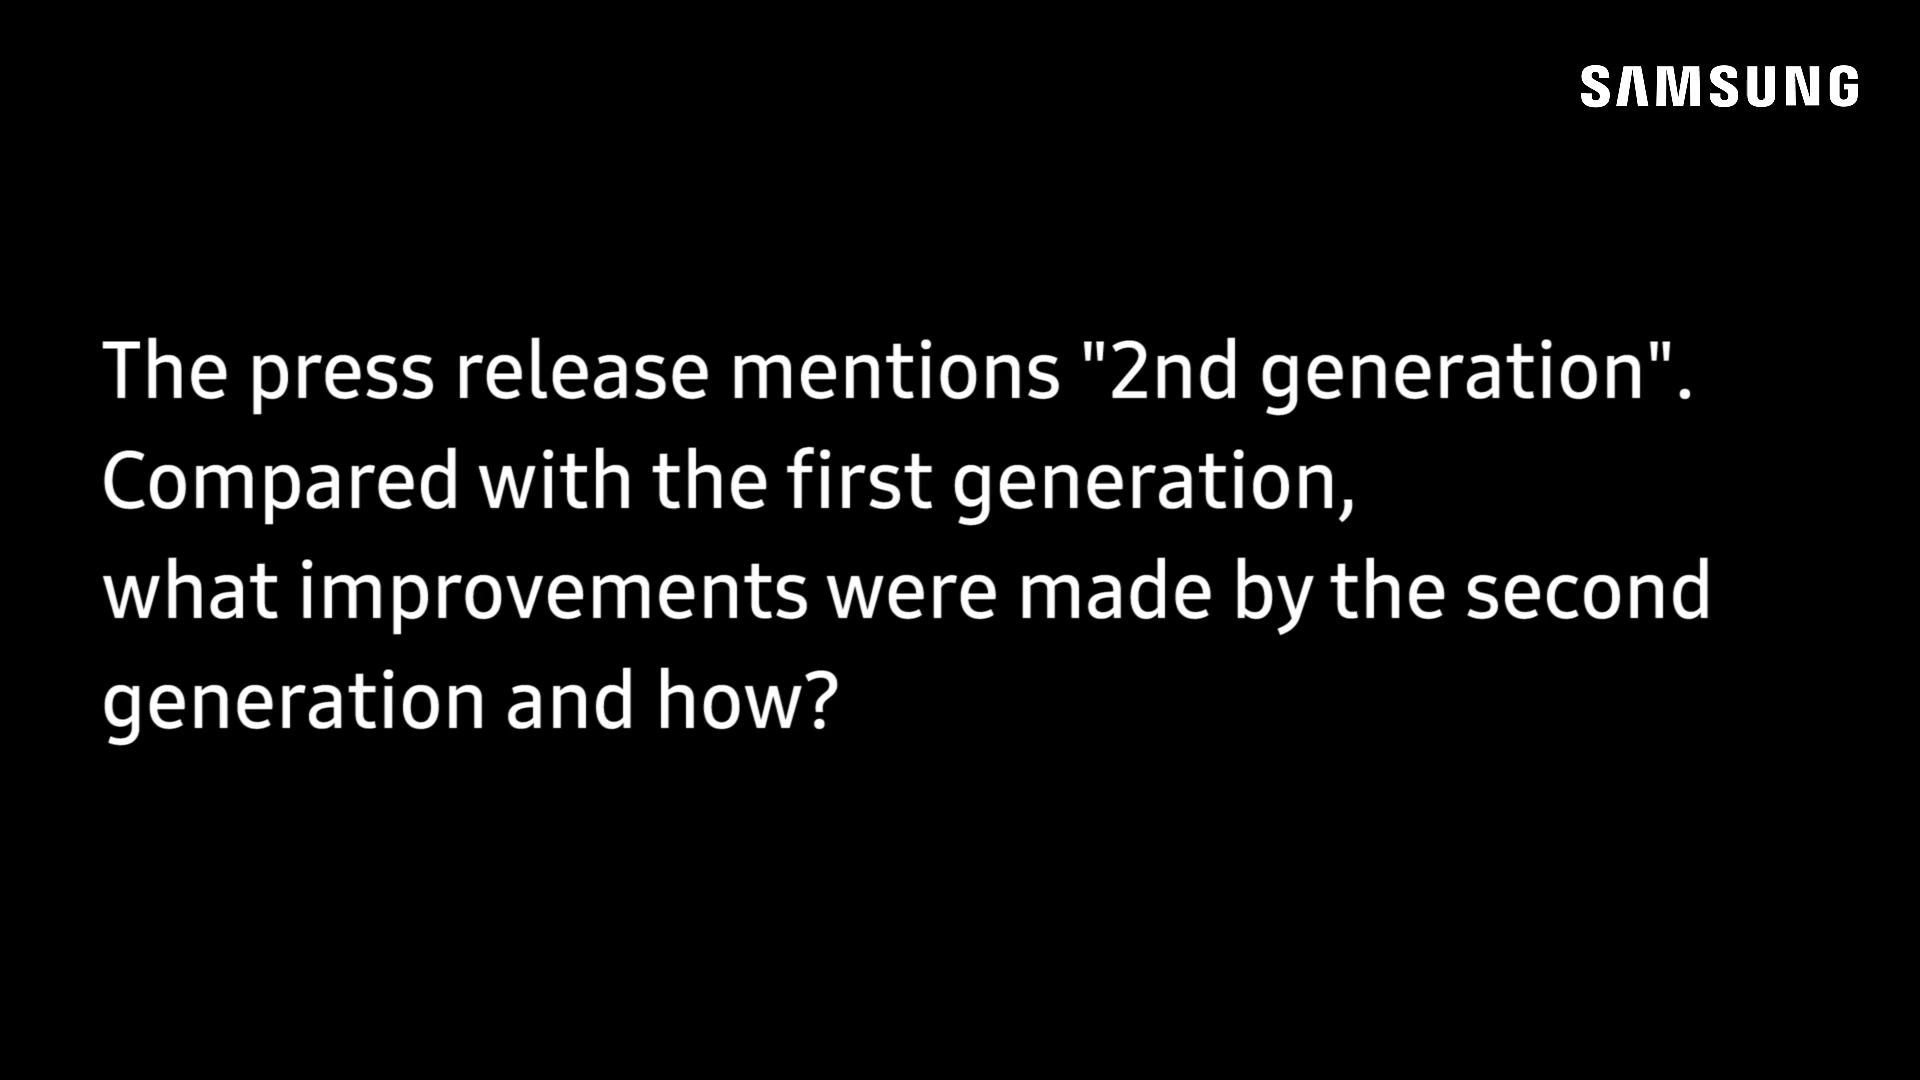 SAMSUNG
The press release mentions "2nd generation".
Compared with the first generation,
what improvements were made by the second
generation and how?